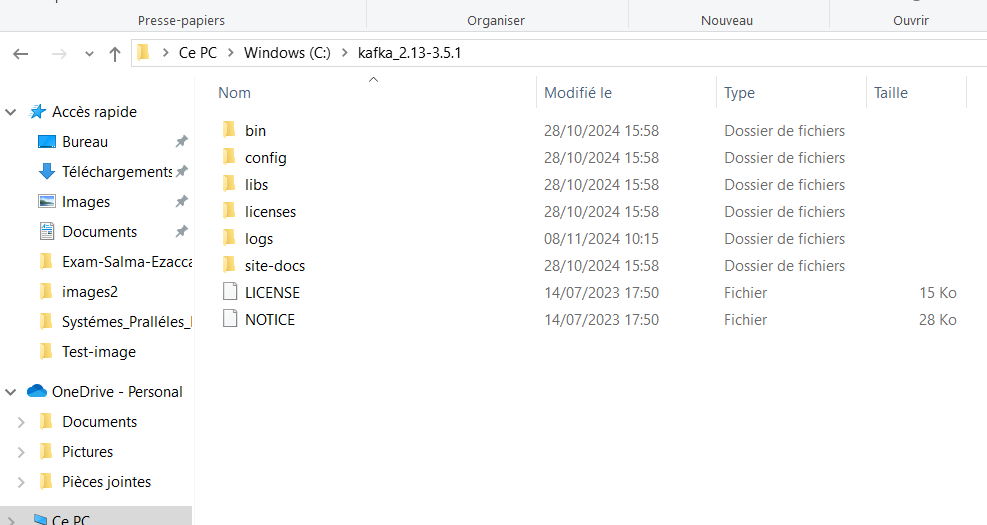 Presse-papiers Organiser Nouveau Ouvrir
Ce PC > Windows (C:) > kafka_2.13-3.5.1
Nom Modifié le Type Taille
Accès rapide
Bureau
Téléchargements
Images
Documents
Exam-Salma-Ezacca
images2
Systémes_Pralléles_
Test-image
OneDrive - Personal
Documents
Pictures
Pièces jointes
Ce PC
bin 28/10/2024 15:58 Dossier de fichiers
config 28/10/2024 15:58 Dossier de fichiers
libs 28/10/2024 15:58 Dossier de fichiers
licenses 28/10/2024 15:58 Dossier de fichiers
logs 08/11/2024 10:15 Dossier de fichiers
site-docs 28/10/2024 15:58 Dossier de fichiers
LICENSE 14/07/2023 17:50 Fichier 15 Ko
NOTICE 14/07/2023 17:50 Fichier 28 Ko